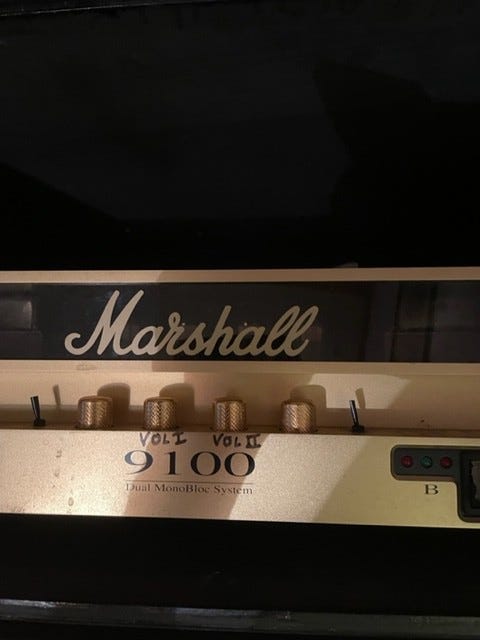 Marshall
VOL I VOL II
9100
Dual MonoBloc System
B